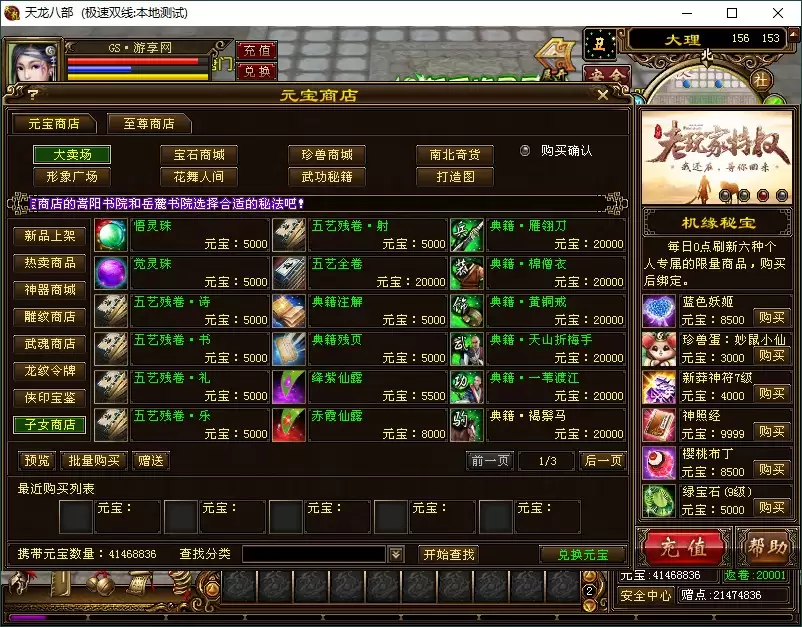 天龙八部 (极速双线:本地测试)
GS·游享网
充值
兑换
丑
大理
156 153
北
安全
社
? 元宝商店
元宝商店 至尊商店
大卖场 宝石商城 珍兽商城 南北奇货 购买确认
形象广场 花舞人间 武功秘籍 打造图
宝商店的嵩阳书院和岳麓书院选择合适的秘法吧!
新品上架
热卖商品
神器商城
雕纹商店
武魂商店
龙纹令牌
侠印宝鉴
子女商店
悟灵珠 五艺残卷·射 典籍·雁翎刀
元宝:5000 元宝:5000 元宝:20000
觉灵珠 五艺全卷 典籍·棉僧衣
元宝:5000 元宝:20000 元宝:20000
五艺残卷·诗 典籍注解 典籍·黄铜戒
元宝:5000 元宝:5000 元宝:20000
五艺残卷·书 典籍残页 典籍·天山折梅手
元宝:5000 元宝:5000 元宝:20000
五艺残卷·礼 绛紫仙露 典籍·一苇渡江
元宝:5000 元宝:5500 元宝:20000
五艺残卷·乐 赤霞仙露 典籍·褐鬃马
元宝:5000 元宝:8000 元宝:20000
预览 批量购买 赠送 前一页 1/3 后一页
最近购买列表
元宝: 元宝: 元宝: 元宝: 元宝:
携带元宝数量:41468836 查找分类 开始查找 兑换元宝
老玩家特权
我还在,等你回来
机缘秘宝
每日0点刷新六种个
人专属的限量商品,购买
后绑定。
蓝色妖姬
元宝:8500 购买
珍兽蛋:妙鼠小仙
元宝:3000 购买
新莽神符7级
元宝:4000 购买
神照经
元宝:9999 购买
樱桃布丁
元宝:8500 购买
绿宝石(9级)
元宝:5000 购买
充值 帮助
元宝:41468836 返卷:20001
安全中心 赠点:21474836
2